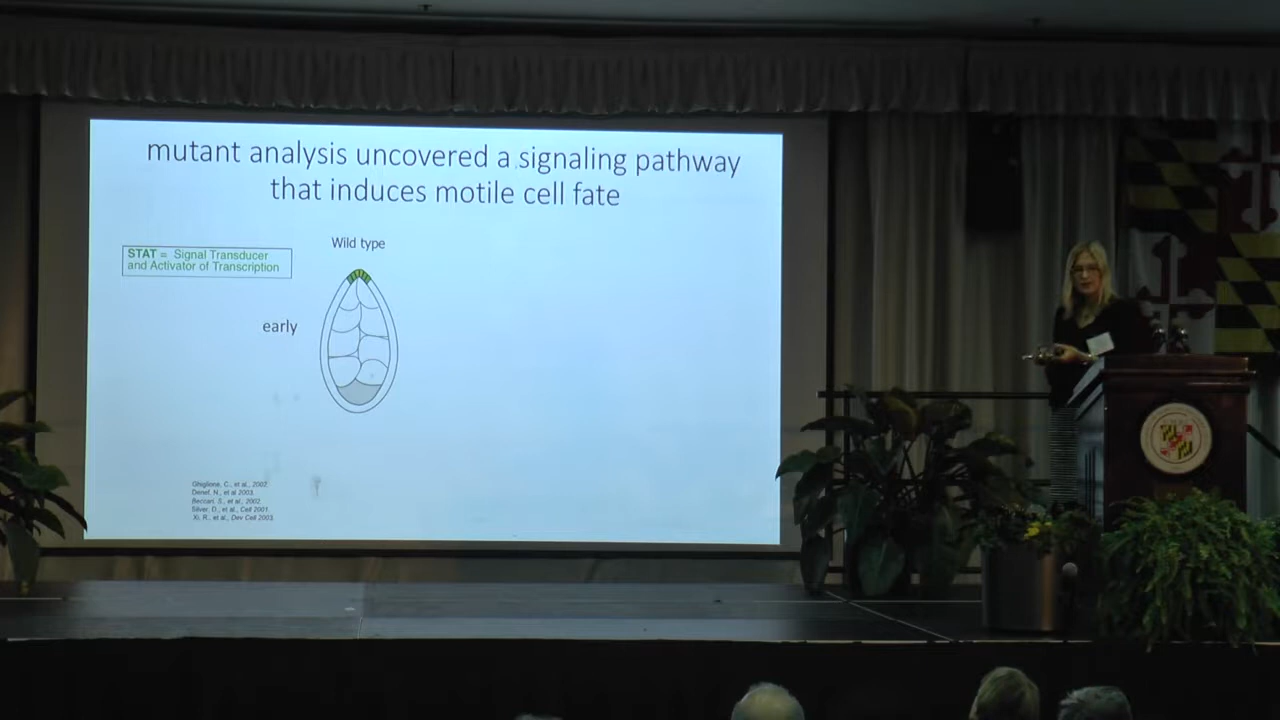 mutant analysis uncovered a signaling pathway
that induces motile cell fate
Wild type
STAT = Signal Transducer
and Activator of Transcription
early
Ghiglione, C., et al., 2002.
Denef, N., et al 2003.
Beccari, S., et al., 2002.
Silver, D., et al., Cell 2001.
Xi, R., et al., Dev Cell 2003.